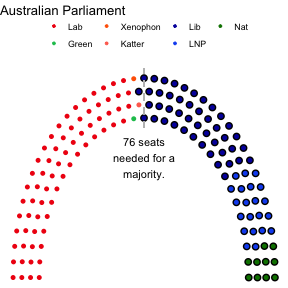 Australian Parliament
Lab Xenophon Lib Nat
Green Katter LNP
76 seats
needed for a
majority.